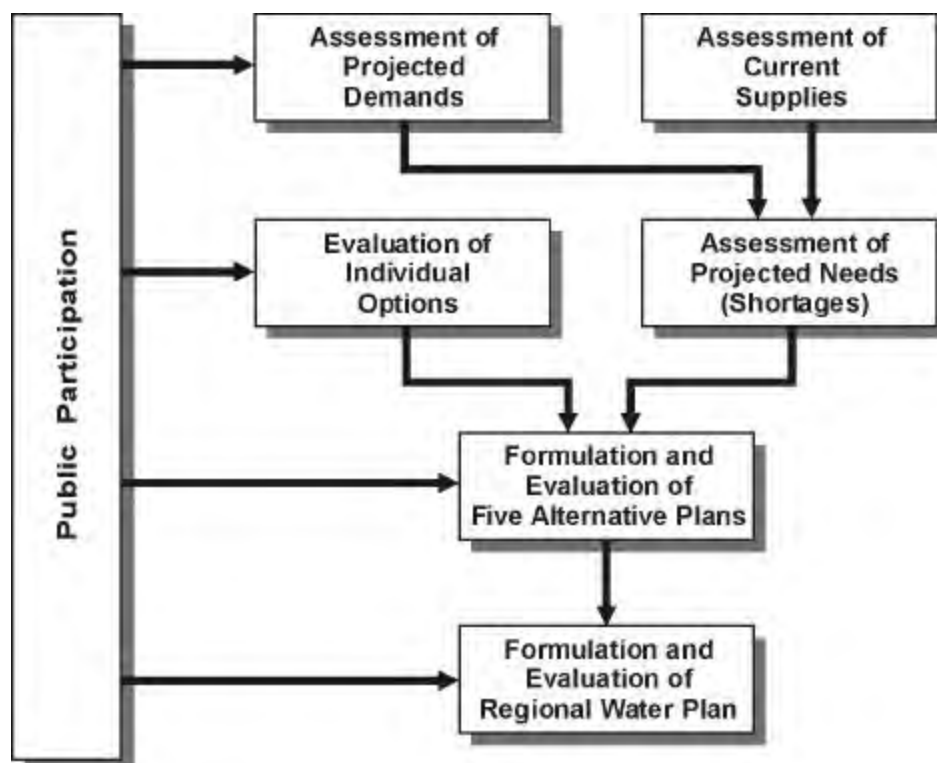 Public Participation
Assessment of
Projected
Demands
Assessment of
Current
Supplies
Evaluation of
Individual
Options
Assessment of
Projected Needs
(Shortages)
Formulation and
Evaluation of
Five Alternative Plans
Formulation and
Evaluation of
Regional Water Plan